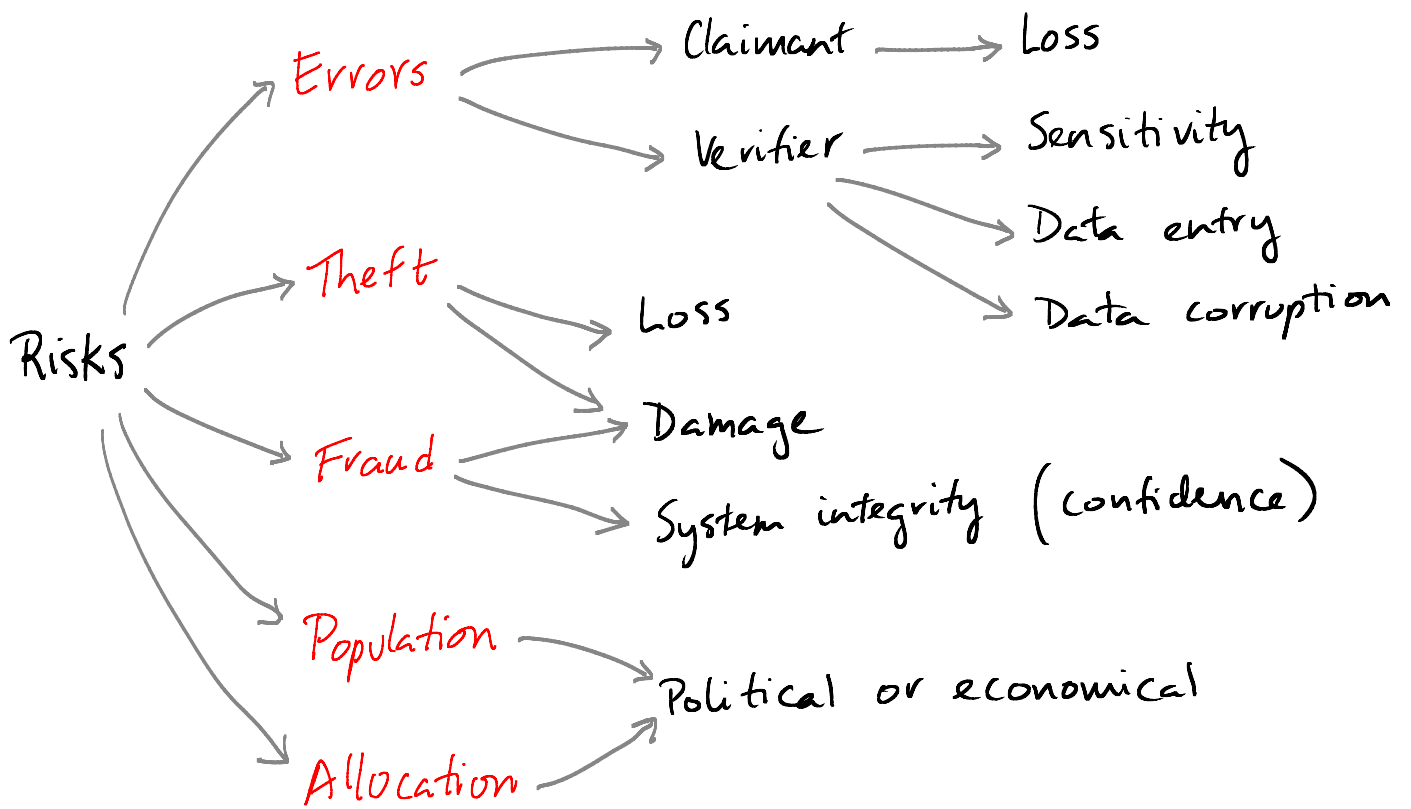 Claimant
Loss
Errors
Verifier
Sensitivity
Data entry
Data corruption
Theft
Loss
Risks
Damage
Fraud
System integrity (confidence)
Population
Political or economical
Allocation